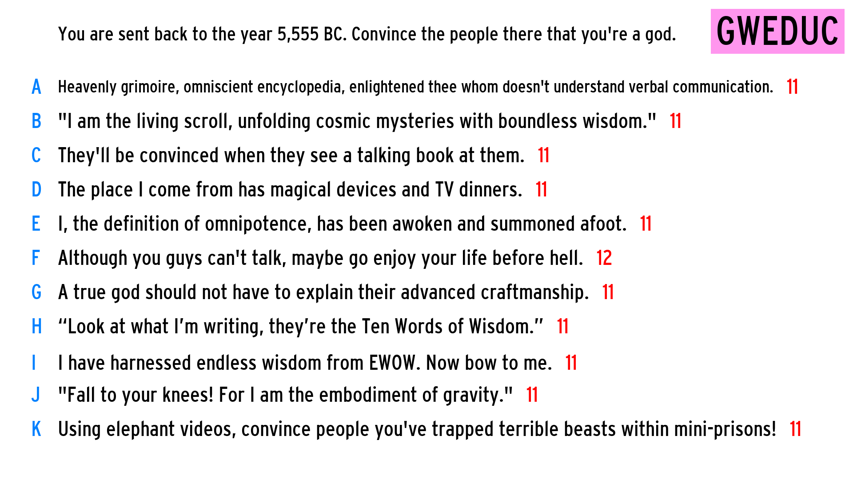 You are sent back to the year 5,555 BC. Convince the people there that you're a god.
GWEDUC
A Heavenly grimoire, omniscient encyclopedia, enlightened thee whom doesn't understand verbal communication. 11
B "I am the living scroll, unfolding cosmic mysteries with boundless wisdom." 11
C They'll be convinced when they see a talking book at them. 11
D The place I come from has magical devices and TV dinners. 11
E I, the definition of omnipotence, has been awoken and summoned afoot. 11
F Although you guys can't talk, maybe go enjoy your life before hell. 12
G A true god should not have to explain their advanced craftmanship. 11
H “Look at what I’m writing, they’re the Ten Words of Wisdom.” 11
I I have harnessed endless wisdom from EWOW. Now bow to me. 11
J "Fall to your knees! For I am the embodiment of gravity." 11
K Using elephant videos, convince people you've trapped terrible beasts within mini-prisons! 11